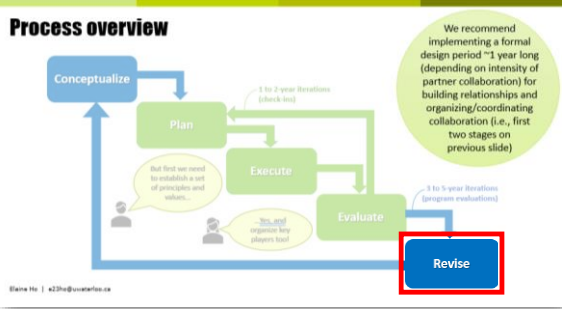 Process overview
We recommend
implementing a formal
design period ~1 year long
(depending on intensity of
partner collaboration) for
building relationships and
organizing/coordinating
collaboration (i.e., first
two stages on
previous slide)
Conceptualize
1 to 2-year iterations
(check-ins)
Plan
But first we need
to establish a set
of principles and
values...
Execute
Yes, and
organize key
players too!
Evaluate
3 to 5-year iterations
(program evaluations)
Revise
Elaine Ho | e23ho@uwaterloo.ca